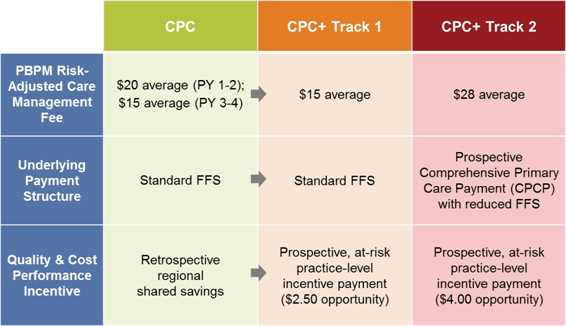 CPC
CPC+ Track 1
CPC+ Track 2
PBPM Risk-
Adjusted Care
Management
Fee
$20 average (PY 1-2);
$15 average (PY 3-4)
$15 average
$28 average
Underlying
Payment
Structure
Standard FFS
Standard FFS
Prospective
Comprehensive Primary
Care Payment (CPCP)
with reduced FFS
Quality & Cost
Performance
Incentive
Retrospective
regional
shared savings
Prospective, at-risk
practice-level
incentive payment
($2.50 opportunity)
Prospective, at-risk
practice-level
incentive payment
($4.00 opportunity)